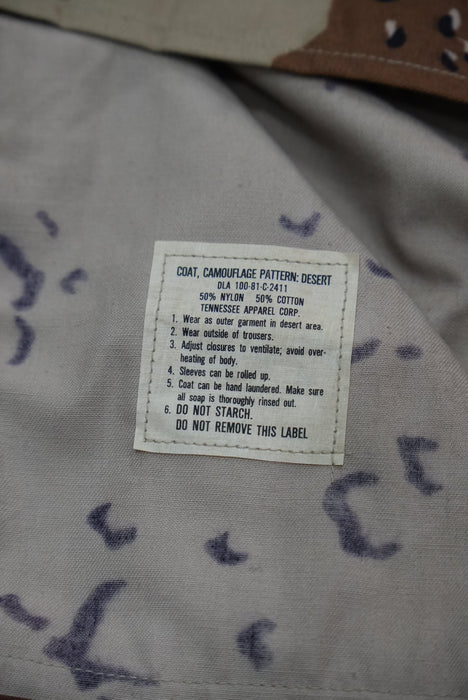 COAT, CAMOUFLAGE PATTERN: DESERT
DLA 100-81-C-2411
50% NYLON 50% COTTON
TENNESSEE APPAREL CORP.
1. Wear as outer garment in desert area.
2. Wear outside of trousers.
3. Adjust closures to ventilate; avoid over-
heating of body.
4. Sleeves can be rolled up.
5. Coat can be hand laundered. Make sure
all soap is thoroughly rinsed out.
6. DO NOT STARCH.
DO NOT REMOVE THIS LABEL